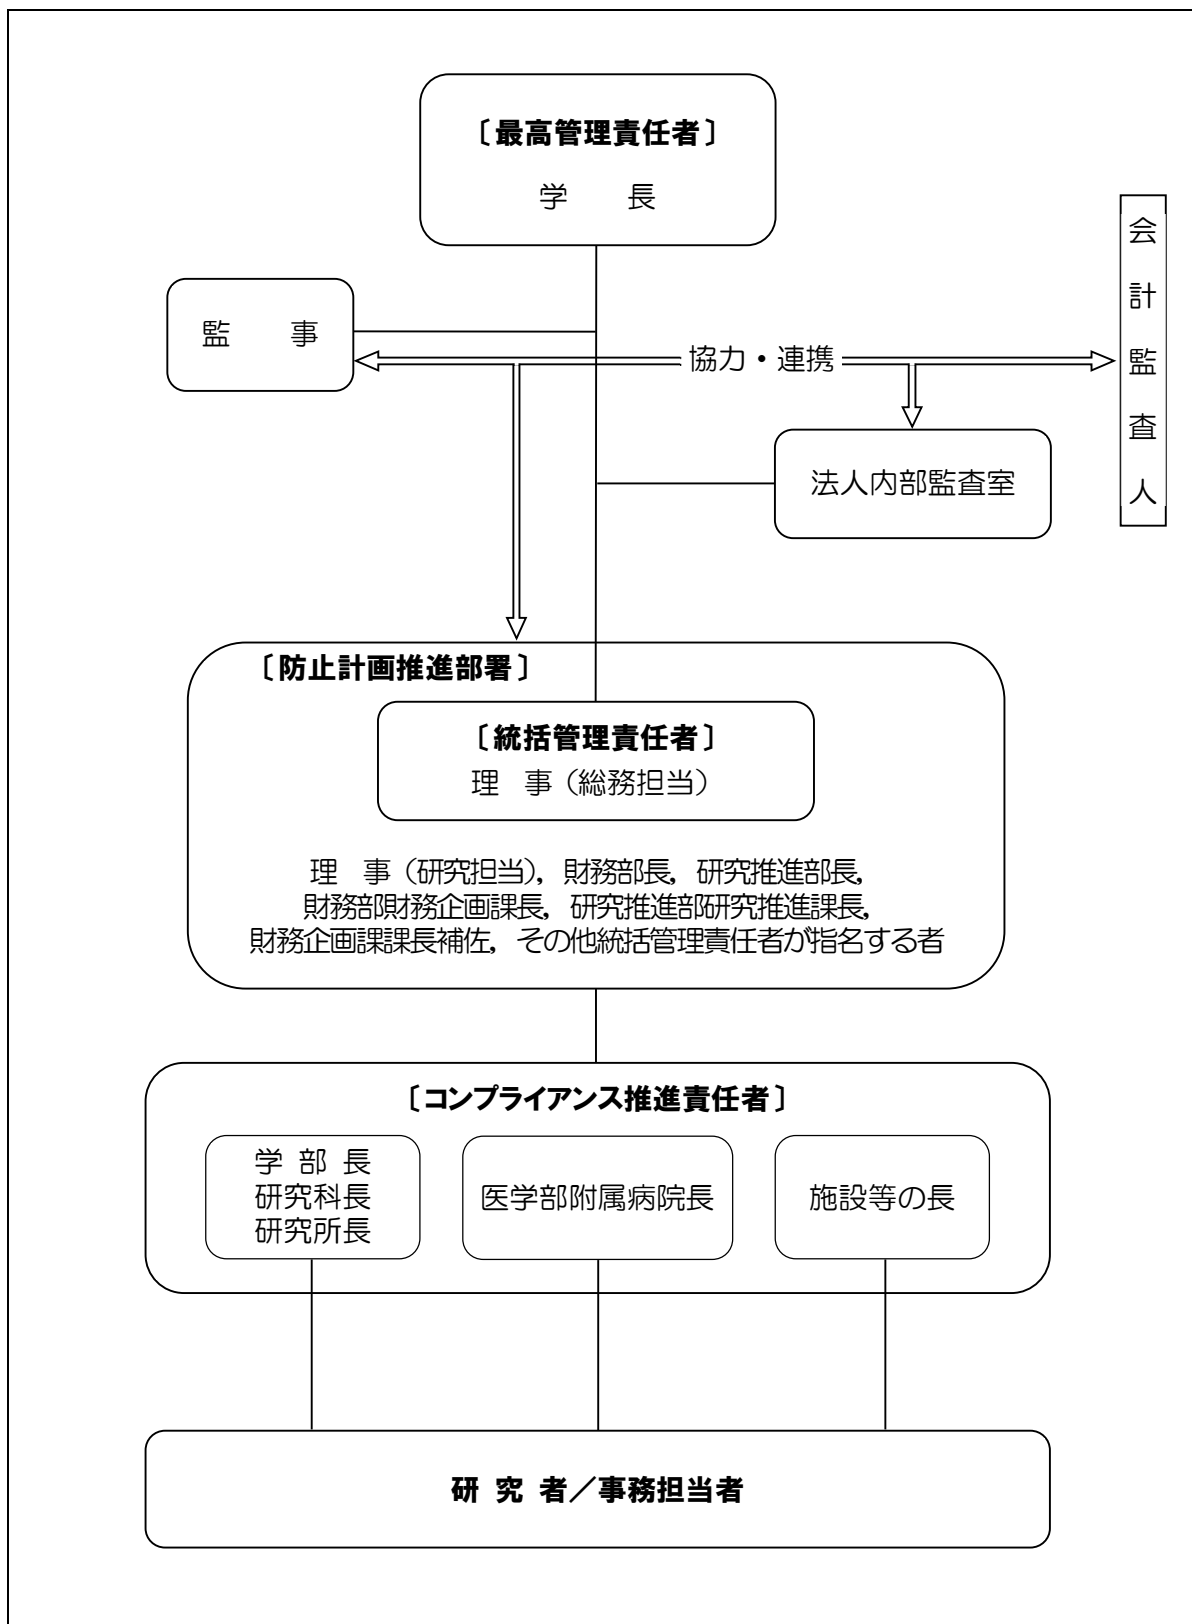 〔最高管理責任者〕
学　　長
監　　事
会計監査人
協力・連携
法人内部監査室
〔防止計画推進部署〕
〔統括管理責任者〕
理　事（総務担当）
理　事（研究担当），財務部長，研究推進部長，
財務部財務企画課長，研究推進部研究推進課長，
財務企画課課長補佐，その他統括管理責任者が指名する者
〔コンプライアンス推進責任者〕
学 部 長
研究科長
研究所長
医学部附属病院長
施設等の長
研 究 者／事務担当者